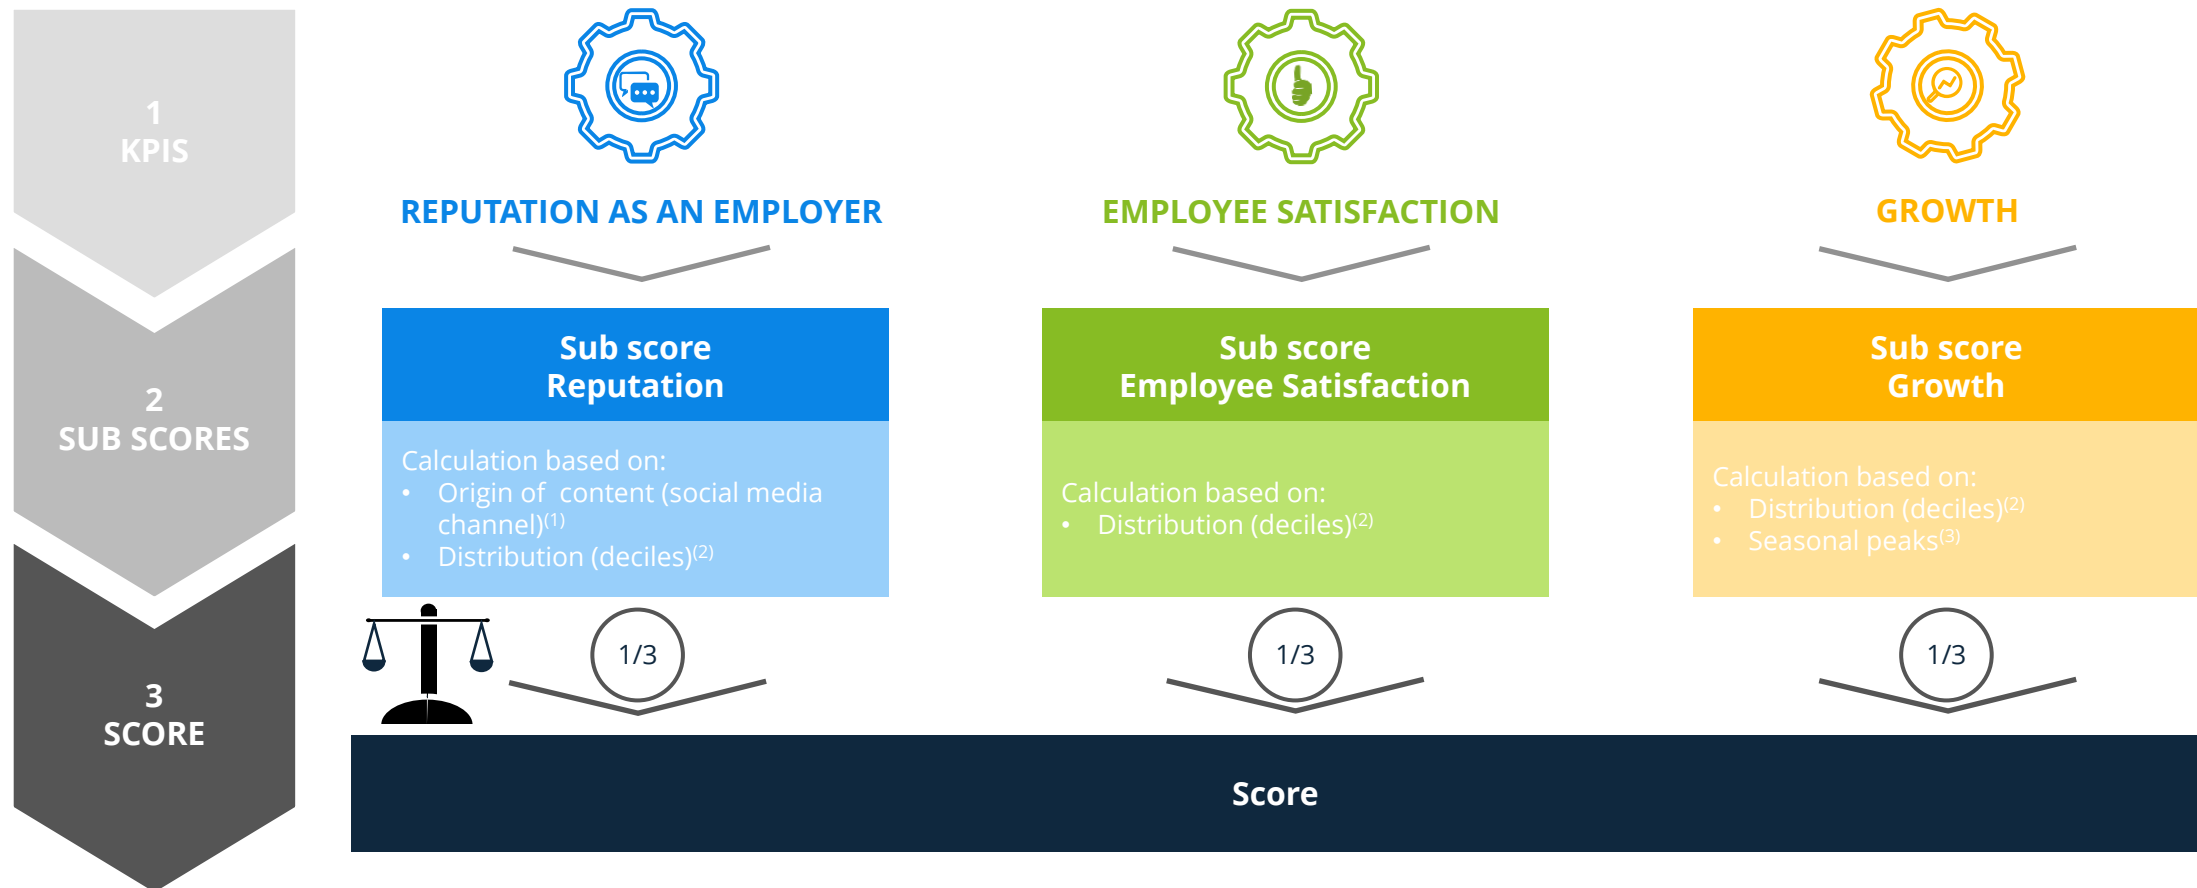 1
KPIS
REPUTATION AS AN EMPLOYER
EMPLOYEE SATISFACTION
GROWTH
2
SUB SCORES
Sub score
Reputation
Calculation based on:
• Origin of content (social media
channel)(1)
• Distribution (deciles)(2)
Sub score
Employee Satisfaction
Calculation based on:
• Distribution (deciles)(2)
Sub score
Growth
Calculation based on:
• Distribution (deciles)(2)
• Seasonal peaks(3)
3
SCORE
1/3
1/3
1/3
Score